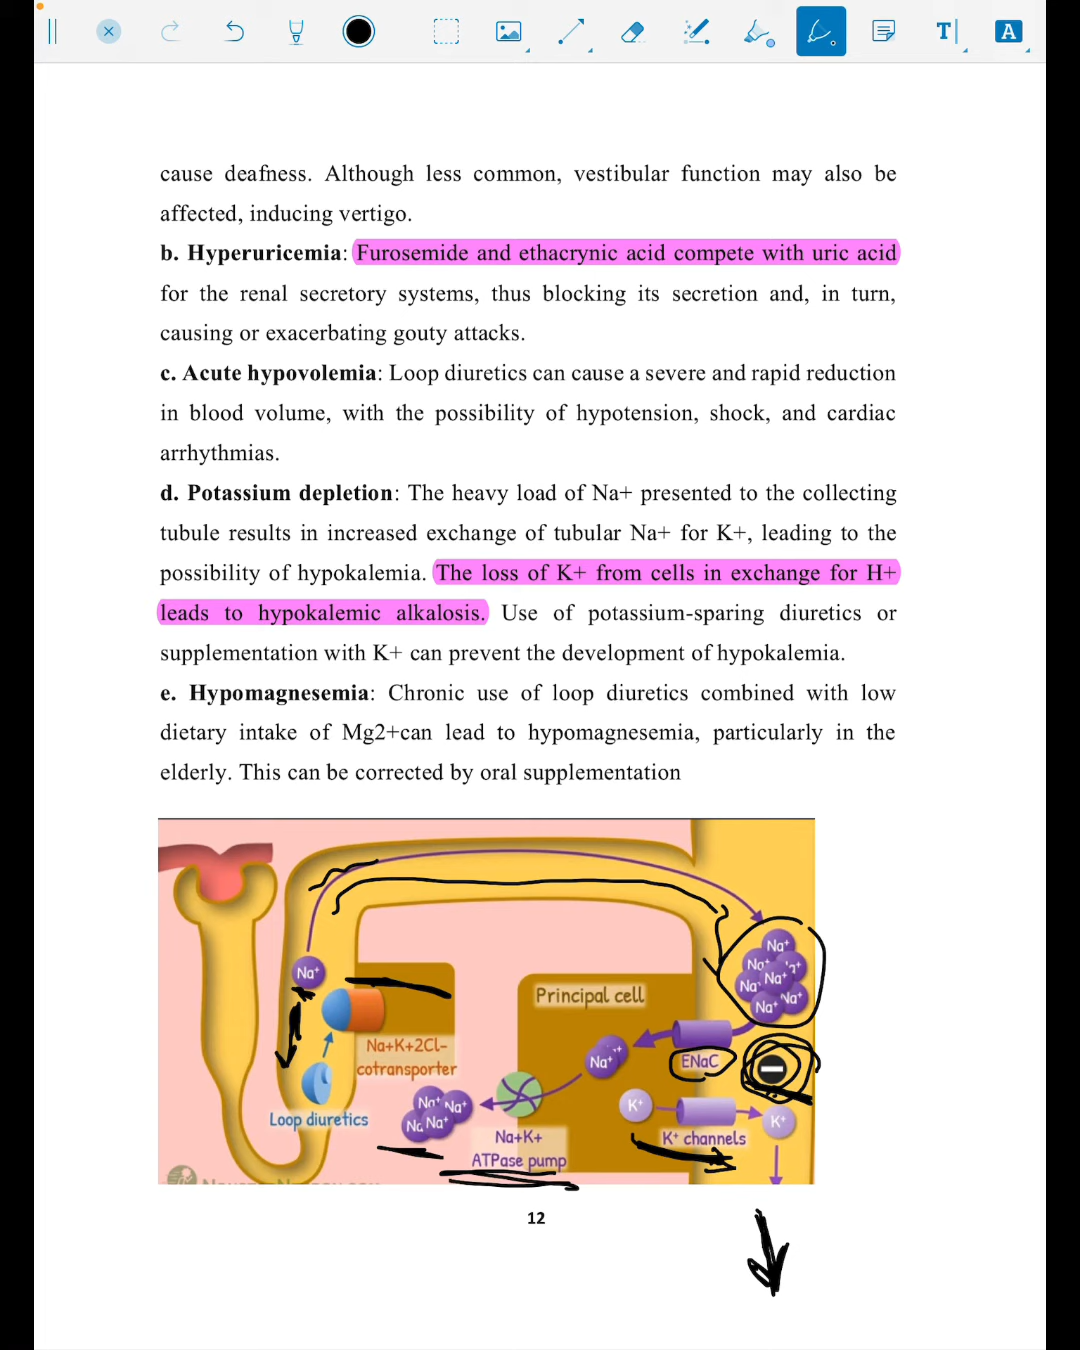 T
A
cause deafness. Although less common, vestibular function may also be
affected, inducing vertigo.
b. Hyperuricemia: Furosemide and ethacrynic acid compete with uric acid
for the renal secretory systems, thus blocking its secretion and, in turn,
causing or exacerbating gouty attacks.
c. Acute hypovolemia: Loop diuretics can cause a severe and rapid reduction
in blood volume, with the possibility of hypotension, shock, and cardiac
arrhythmias.
d. Potassium depletion: The heavy load of Na+ presented to the collecting
tubule results in increased exchange of tubular Na+ for K+, leading to the
possibility of hypokalemia. The loss of K+ from cells in exchange for H+
leads to hypokalemic alkalosis. Use of potassium-sparing diuretics or
supplementation with K+ can prevent the development of hypokalemia.
e. Hypomagnesemia: Chronic use of loop diuretics combined with low
dietary intake of Mg2+can lead to hypomagnesemia, particularly in the
elderly. This can be corrected by oral supplementation
Na+
Na+
Na+
Na+
Na+
Principal cell
Na+K+2Cl-
cotransporter
Na+
ENaC
Loop diuretics
Na+ Na+
Na+
K+
K+
Na+K+
ATPase pump
K+ channels
12